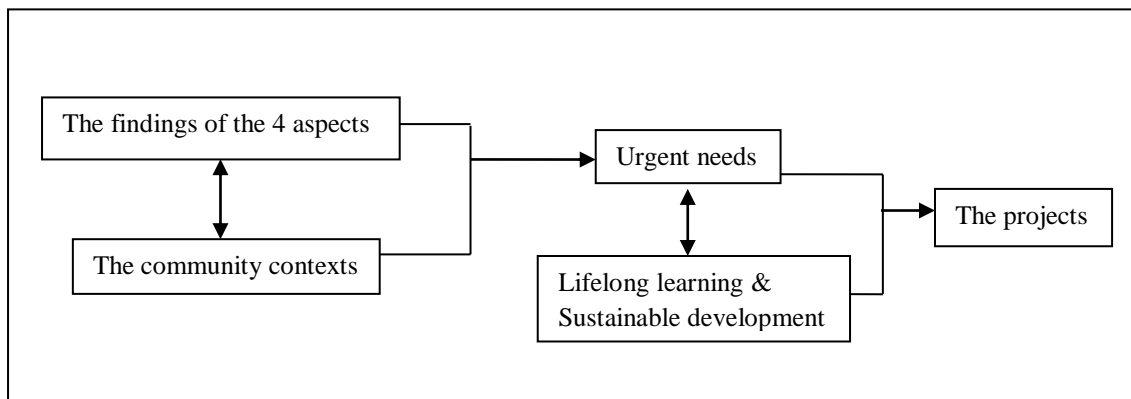 The findings of the 4 aspects
The community contexts
Urgent needs
Lifelong learning &
Sustainable development
The projects